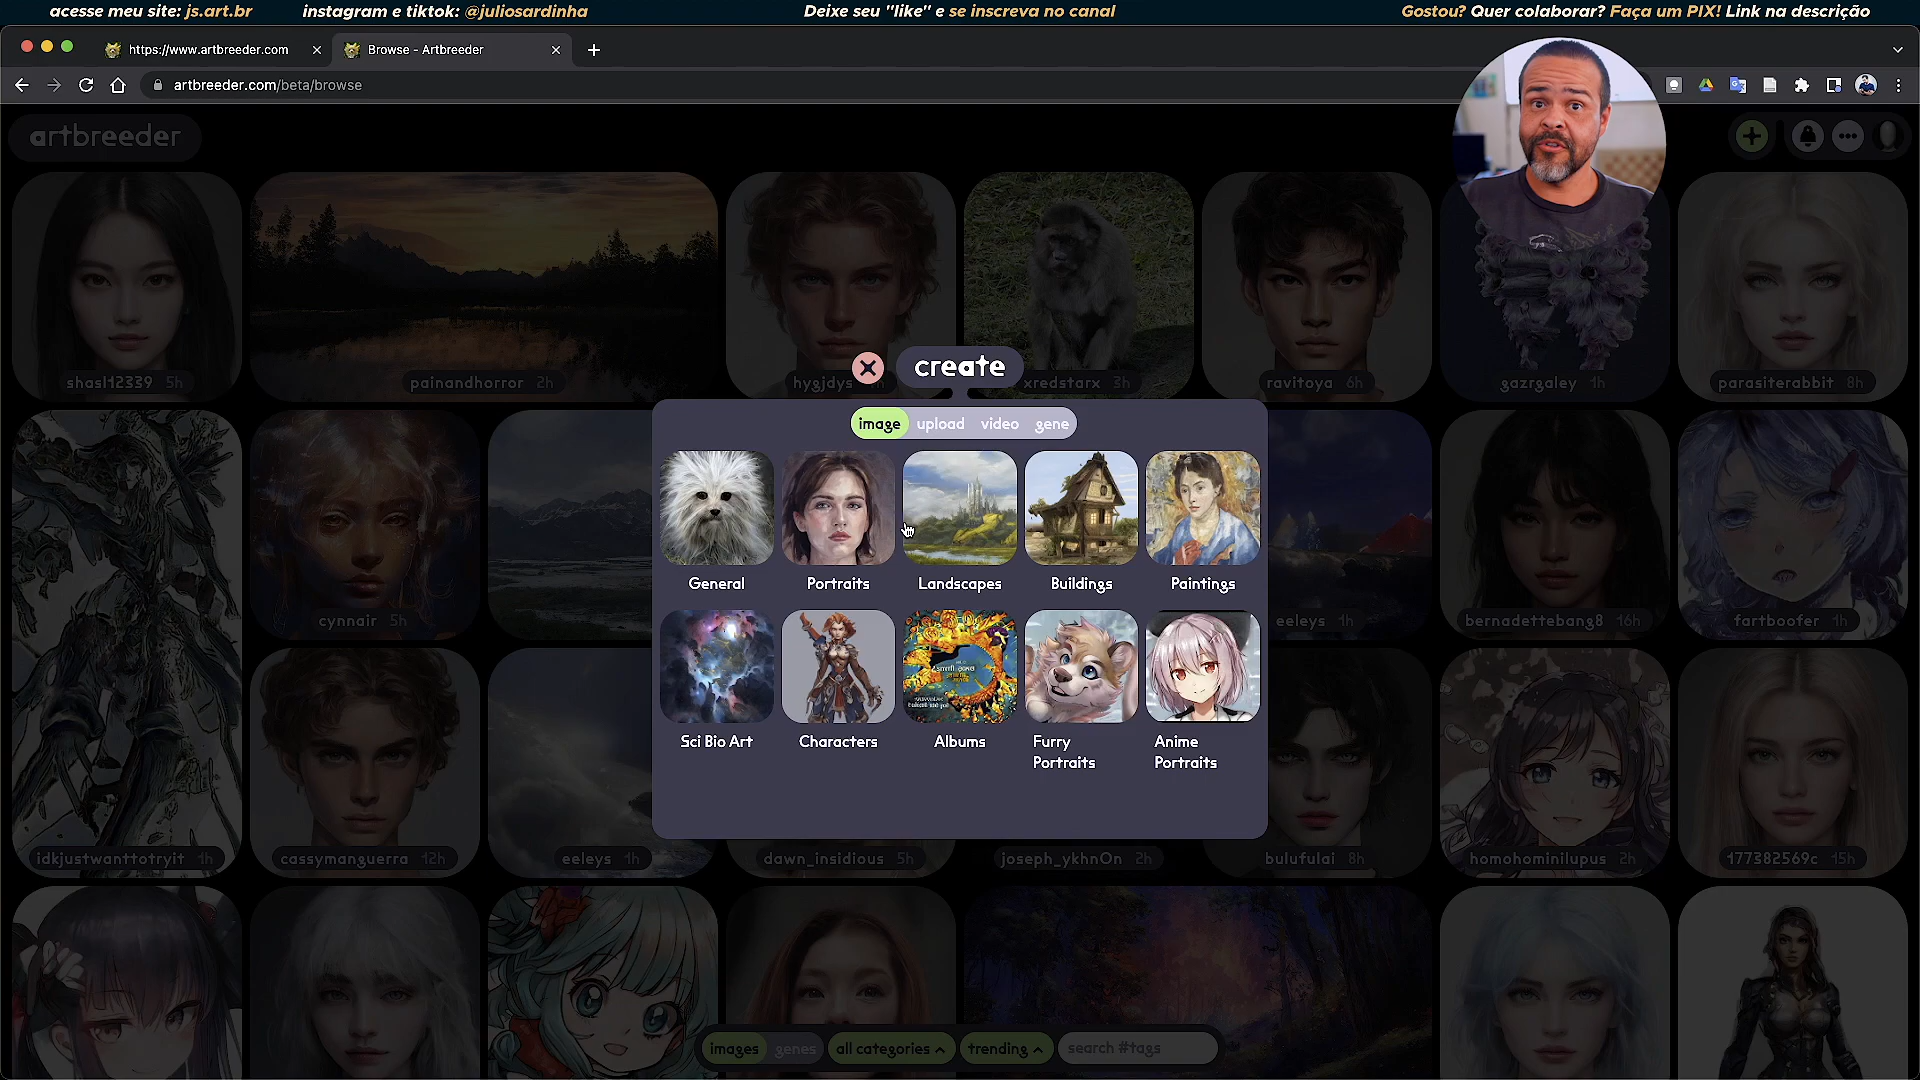 acesse meu site: js.art.br
instagram e tiktok: @juliosardinha
Deixe seu "like" e se inscreva no canal
Gostou? Quer colaborar? Faça um PIX! Link na descrição
https://www.artbreeder.com
Browse - Artbreeder
artbreeder.com/beta/browse
artbreeder
shasl12339 5h
painandhorror 2h
hygjdys
xredstarx 3h
ravitoya 6h
gazrgaley 1h
parasiterabbit 8h
create
image upload video gene
General
Portraits
Landscapes
Buildings
Paintings
cynnair 5h
eeleys 1h
bernadettebang8 16h
fartboofer 1h
Sci Bio Art
Characters
Albums
Furry
Portraits
Anime
Portraits
idkjustwanttotryit 1h
cassymanguerra 12h
eeleys 1h
dawn_insidious 5h
joseph_ykhn0n 2h
bulufulai 8h
homohominilupus 2h
177382569c 15h
images genes all categories trending search #tags